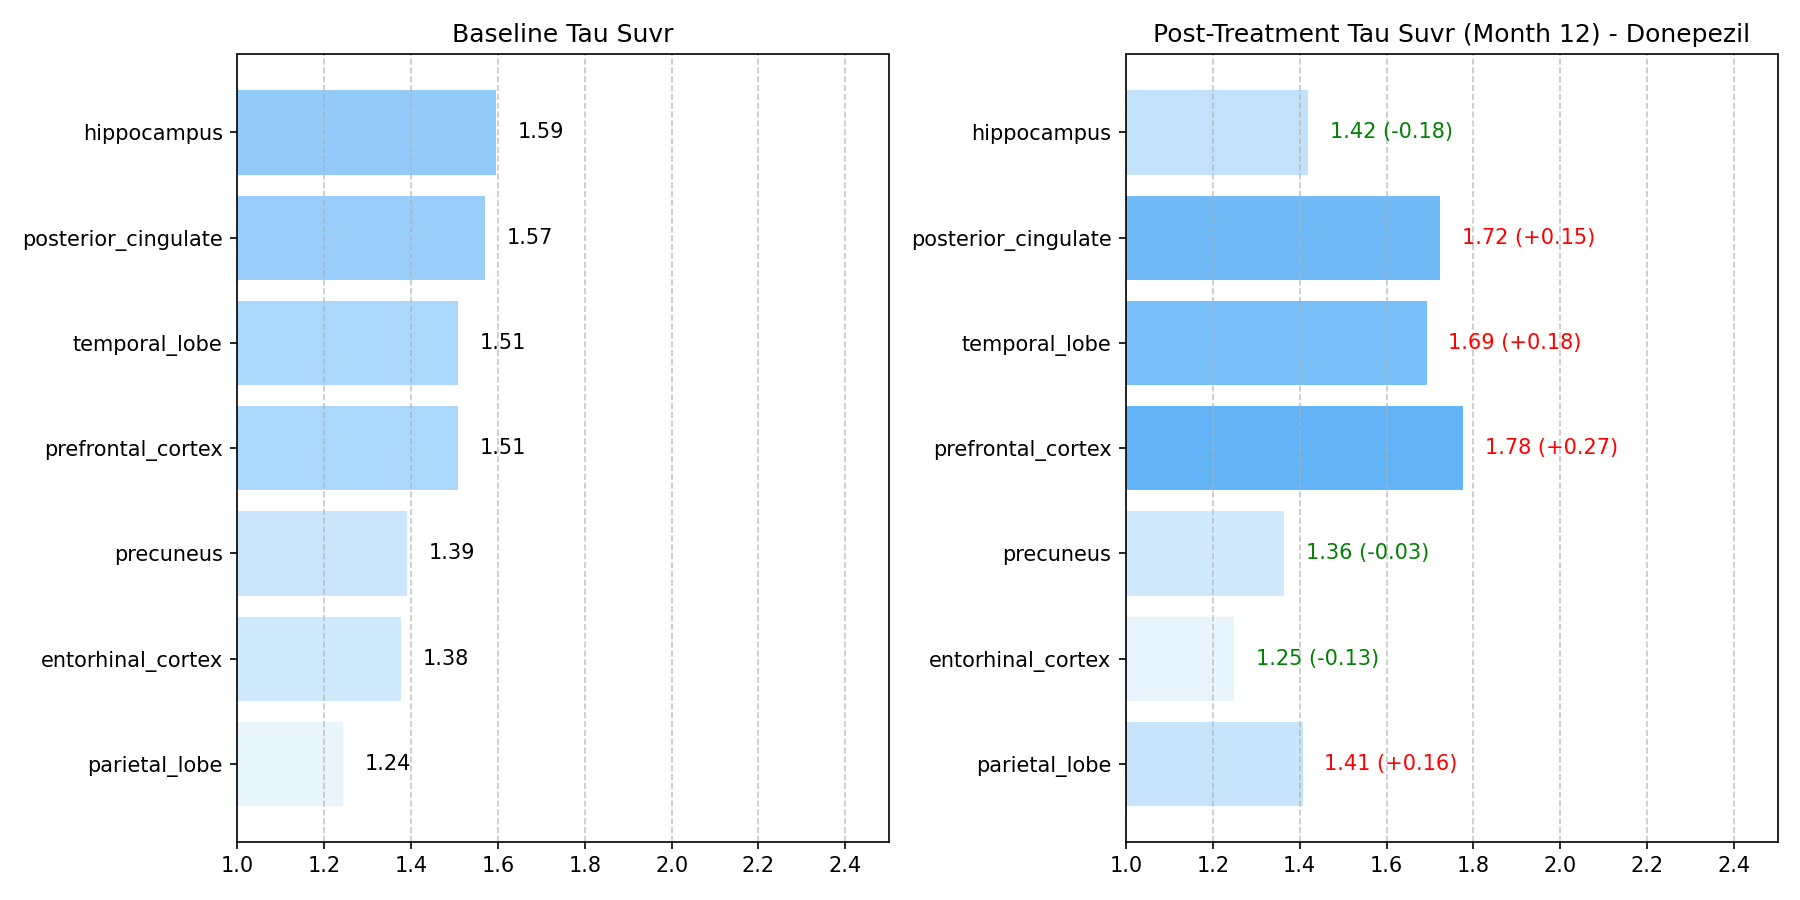 Baseline Tau Suvr
hippocampus
1.59
posterior_cingulate
1.57
temporal_lobe
1.51
prefrontal_cortex
1.51
precuneus
1.39
entorhinal_cortex
1.38
parietal_lobe
1.24
1.0 1.2 1.4 1.6 1.8 2.0 2.2 2.4
Post-Treatment Tau Suvr (Month 12) - Donepezil
hippocampus
1.42 (-0.18)
posterior_cingulate
1.72 (+0.15)
temporal_lobe
1.69 (+0.18)
prefrontal_cortex
1.78 (+0.27)
precuneus
1.36 (-0.03)
entorhinal_cortex
1.25 (-0.13)
parietal_lobe
1.41 (+0.16)
1.0 1.2 1.4 1.6 1.8 2.0 2.2 2.4